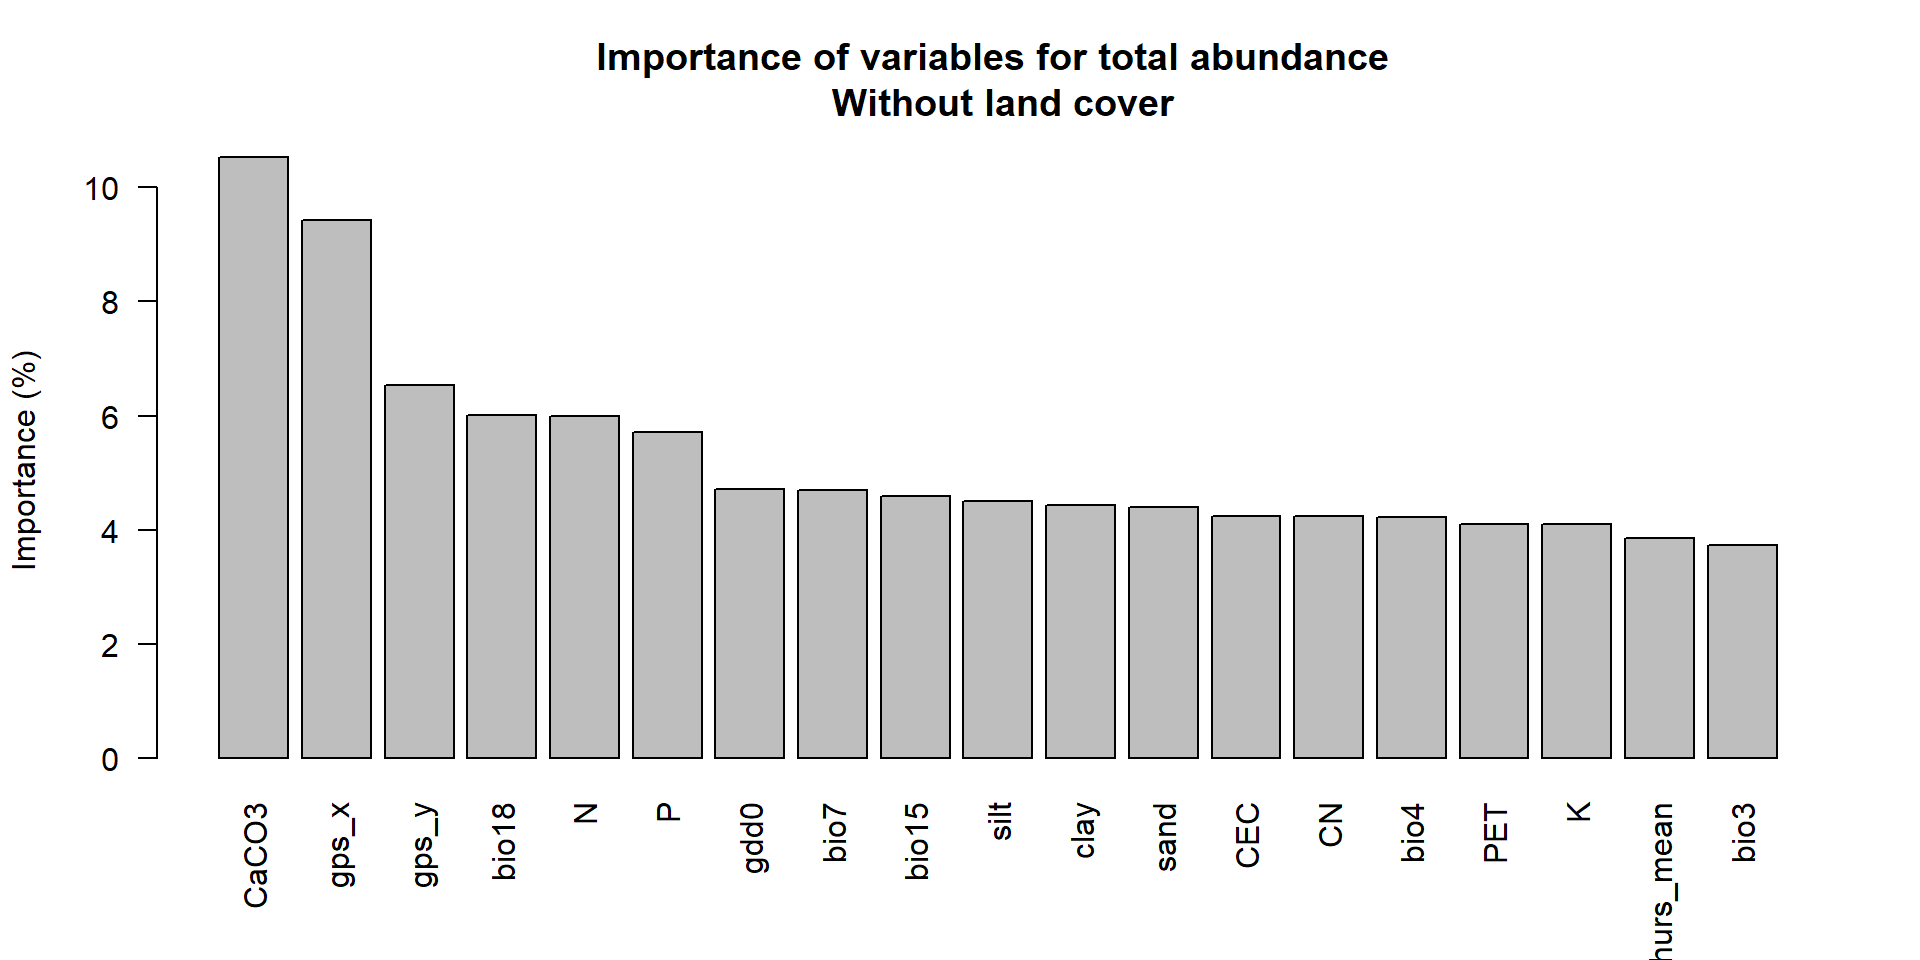 Importance of variables for total abundance
Without land cover
Importance (%)
10
8
6
4
2
0
CaCO3
gps_x
gps_y
bio18
N
P
gdd0
bio7
bio15
silt
clay
sand
CEC
CN
bio4
PET
K
hurs_mean
bio3